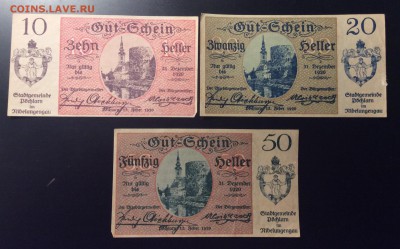 COINS.LAVE.RU
10
Gut-Schein
Zehn Heller
Nur gültig bis
31. Dezember 1920
Stadtgemeinde
Pöchlarn
im
Nibelungengau
Gut-Schein
20
Zwanzig Heller
Nur gültig bis
31. Dezember 1920
Stadtgemeinde
Pöchlarn
im
Nibelungengau
Gut-Schein
50
Fünfzig Heller
Nur gültig bis
31. Dezember 1920
Stadtgemeinde
Pöchlarn
im
Nibelungengau